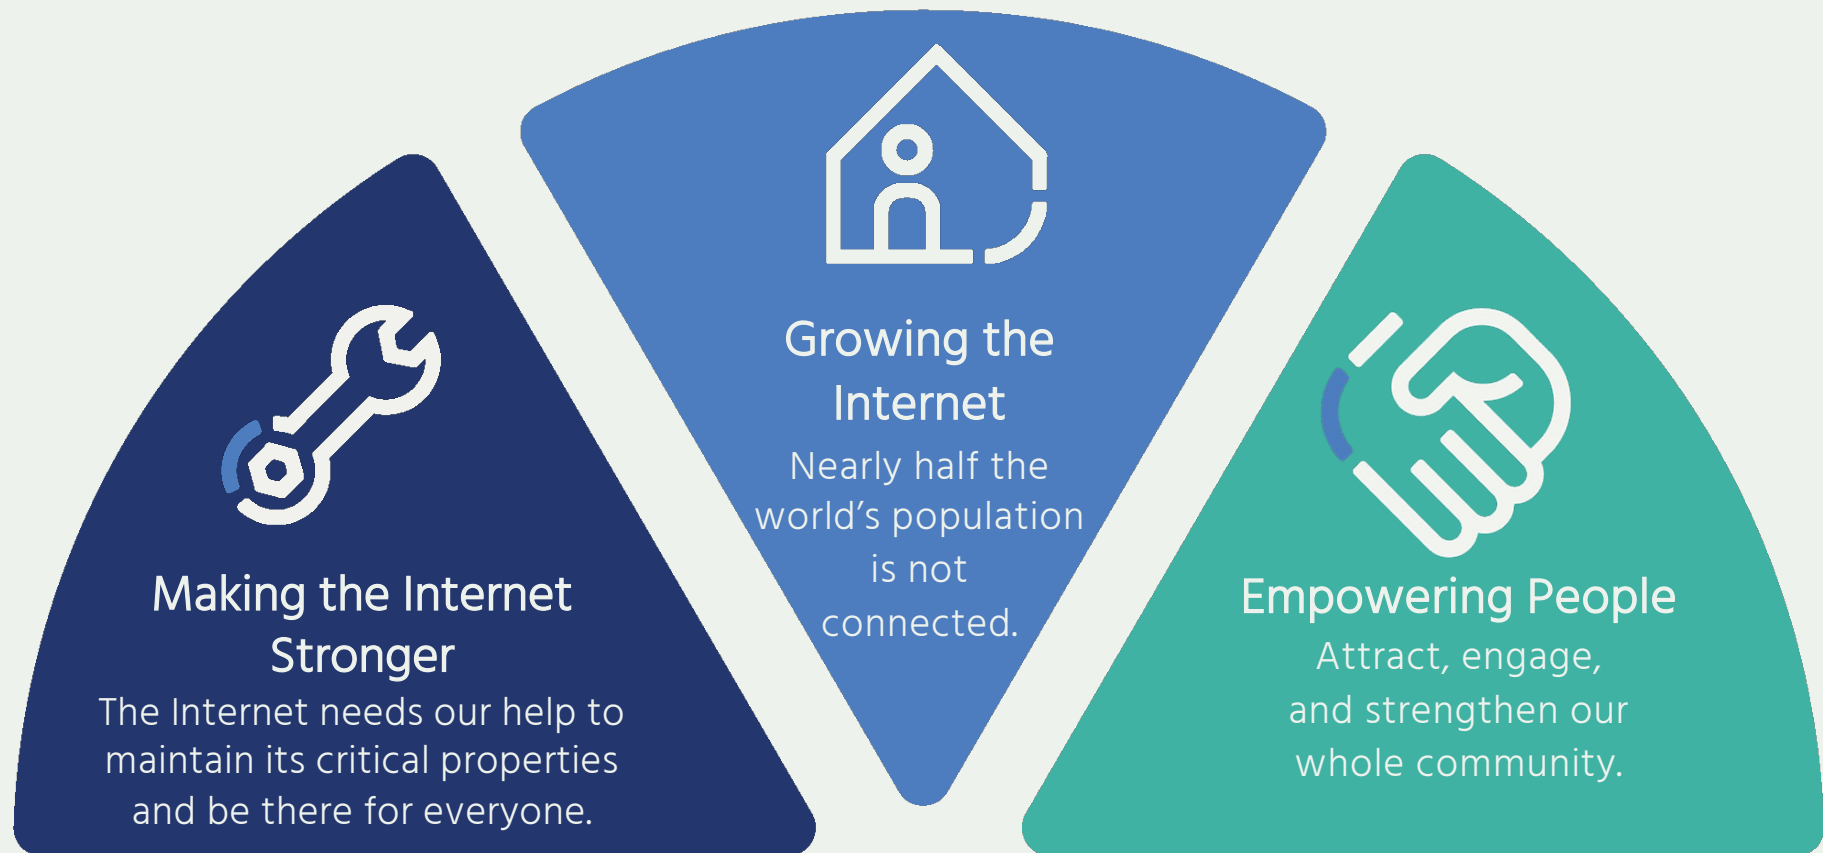 Making the Internet
Stronger
The Internet needs our help to
maintain its critical properties
and be there for everyone.
Growing the
Internet
Nearly half the
world’s population
is not
connected.
Empowering People
Attract, engage,
and strengthen our
whole community.